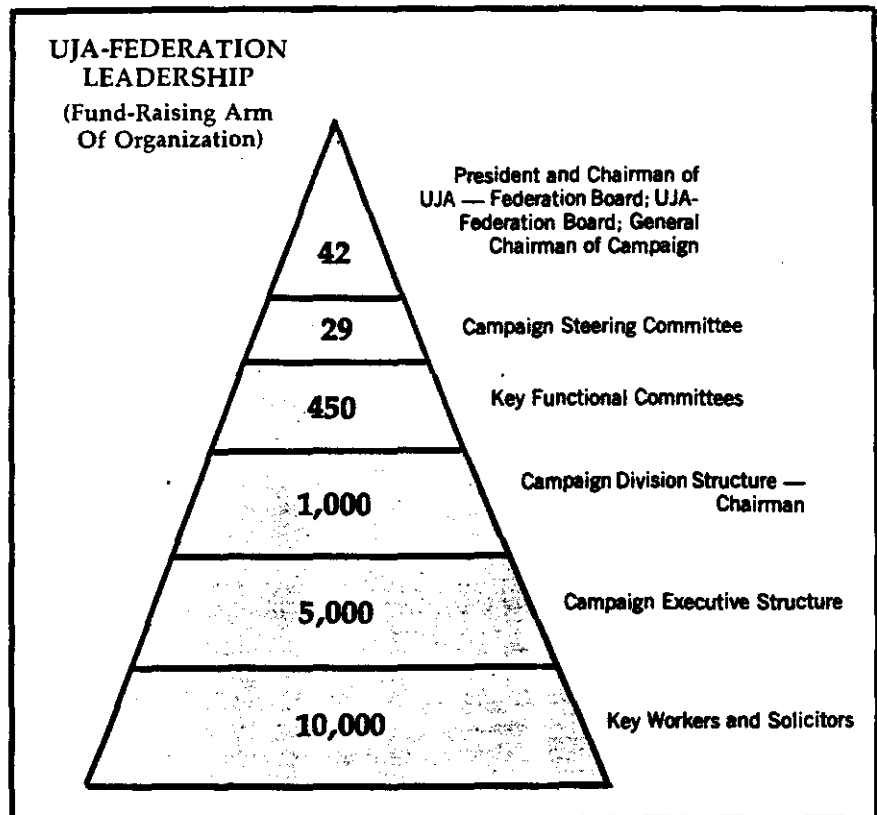 UJA-FEDERATION
LEADERSHIP
(Fund-Raising Arm
Of Organization)
President and Chairman of
UJA — Federation Board; UJA-
Federation Board; General
Chairman of Campaign
42
29
Campaign Steering Committee
450
Key Functional Committees
Campaign Division Structure —
Chairman
1,000
5,000
Campaign Executive Structure
10,000
Key Workers and Solicitors